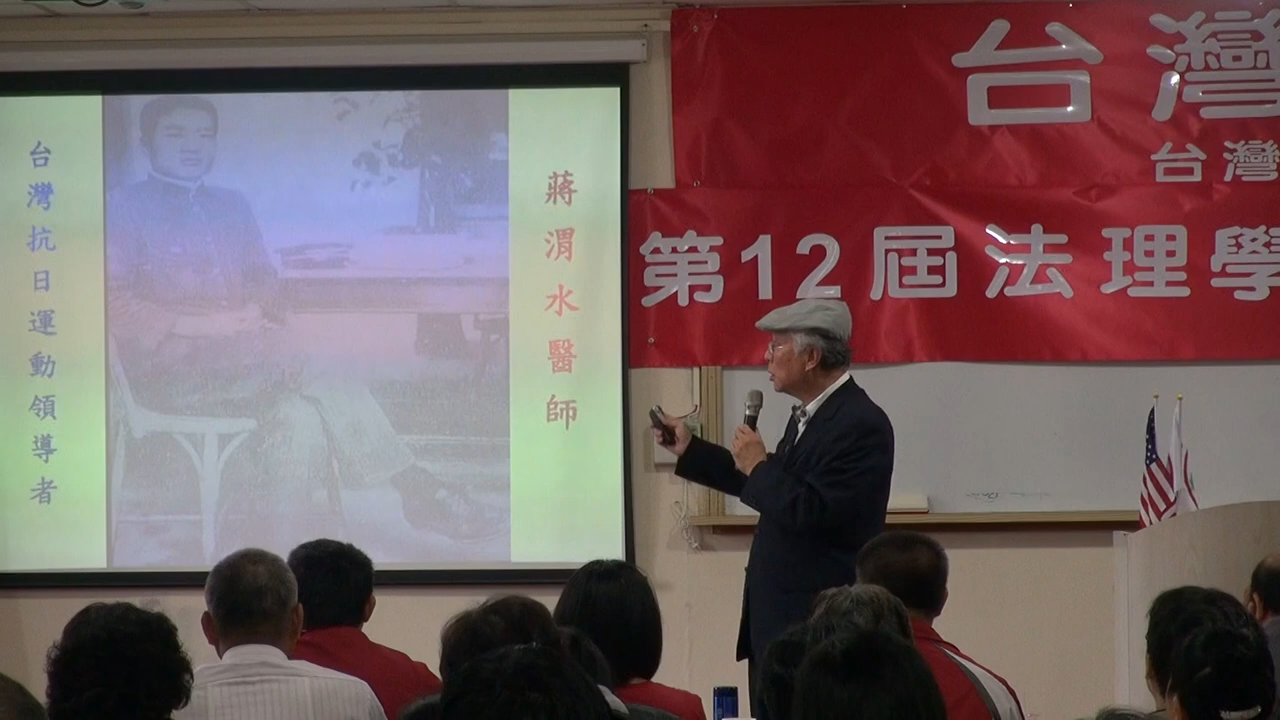 台灣抗日運動領導者
蔣渭水醫師
台灣
台灣
第12屆法理學